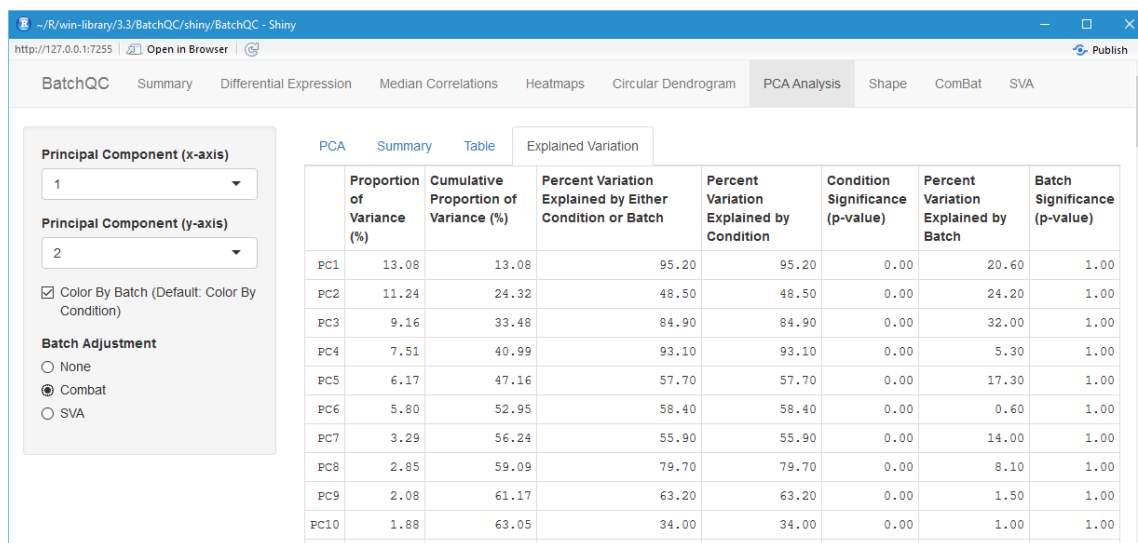 ~/R/win-library/3.3/BatchQC/shiny/BatchQC - Shiny
http://127.0.0.1:7255 Open in Browser Publish
BatchQC Summary Differential Expression Median Correlations Heatmaps Circular Dendrogram PCA Analysis Shape ComBat SVA
Principal Component (x-axis)
1
Principal Component (y-axis)
2
Color By Batch (Default: Color By
Condition)
Batch Adjustment
None
Combat
SVA
PCA Summary Table Explained Variation
Proportion Cumulative Percent Variation Percent Condition Percent Batch
of Proportion of Explained by Either Variation Significance Variation Significance
Variance Variance (%) Condition or Batch Explained by (p-value) Explained by (p-value)
(%) Condition Batch
PC1 13.08 13.08 95.20 95.20 0.00 20.60 1.00
PC2 11.24 24.32 48.50 48.50 0.00 24.20 1.00
PC3 9.16 33.48 84.90 84.90 0.00 32.00 1.00
PC4 7.51 40.99 93.10 93.10 0.00 5.30 1.00
PC5 6.17 47.16 57.70 57.70 0.00 17.30 1.00
PC6 5.80 52.95 58.40 58.40 0.00 0.60 1.00
PC7 3.29 56.24 55.90 55.90 0.00 14.00 1.00
PC8 2.85 59.09 79.70 79.70 0.00 8.10 1.00
PC9 2.08 61.17 63.20 63.20 0.00 1.50 1.00
PC10 1.88 63.05 34.00 34.00 0.00 1.00 1.00